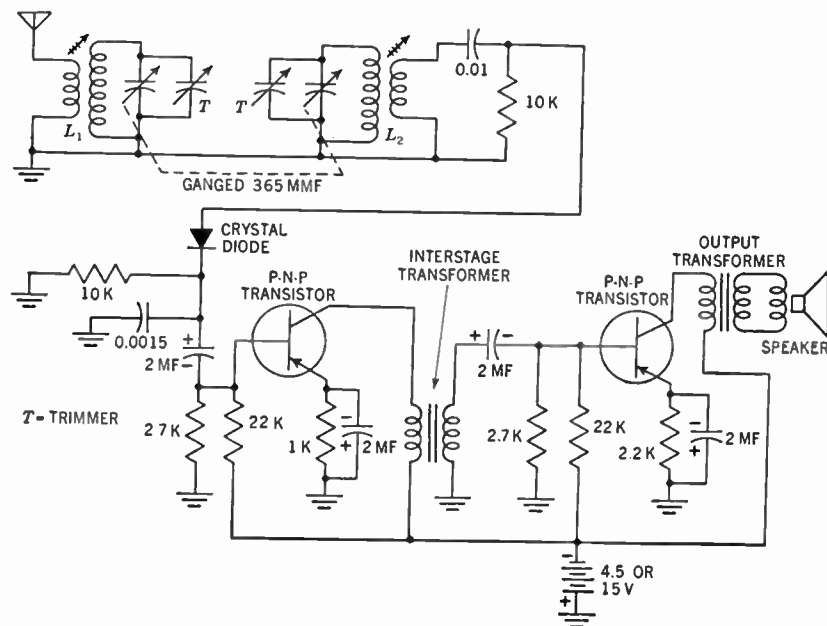 0.01
10 K
L₁
T
T
L₂
GANGED 365 MMF
CRYSTAL
DIODE
10 K
0.0015
+
2 MF
-
P-N-P
TRANSISTOR
INTERSTAGE
TRANSFORMER
P-N-P
TRANSISTOR
OUTPUT
TRANSFORMER
SPEAKER
+ -
2 MF
T = TRIMMER
2 7 K
22 K
1 K
-
+
2 MF
2.7 K
22 K
2.2 K
-
+
2 MF
-
+
4.5 OR
15 V